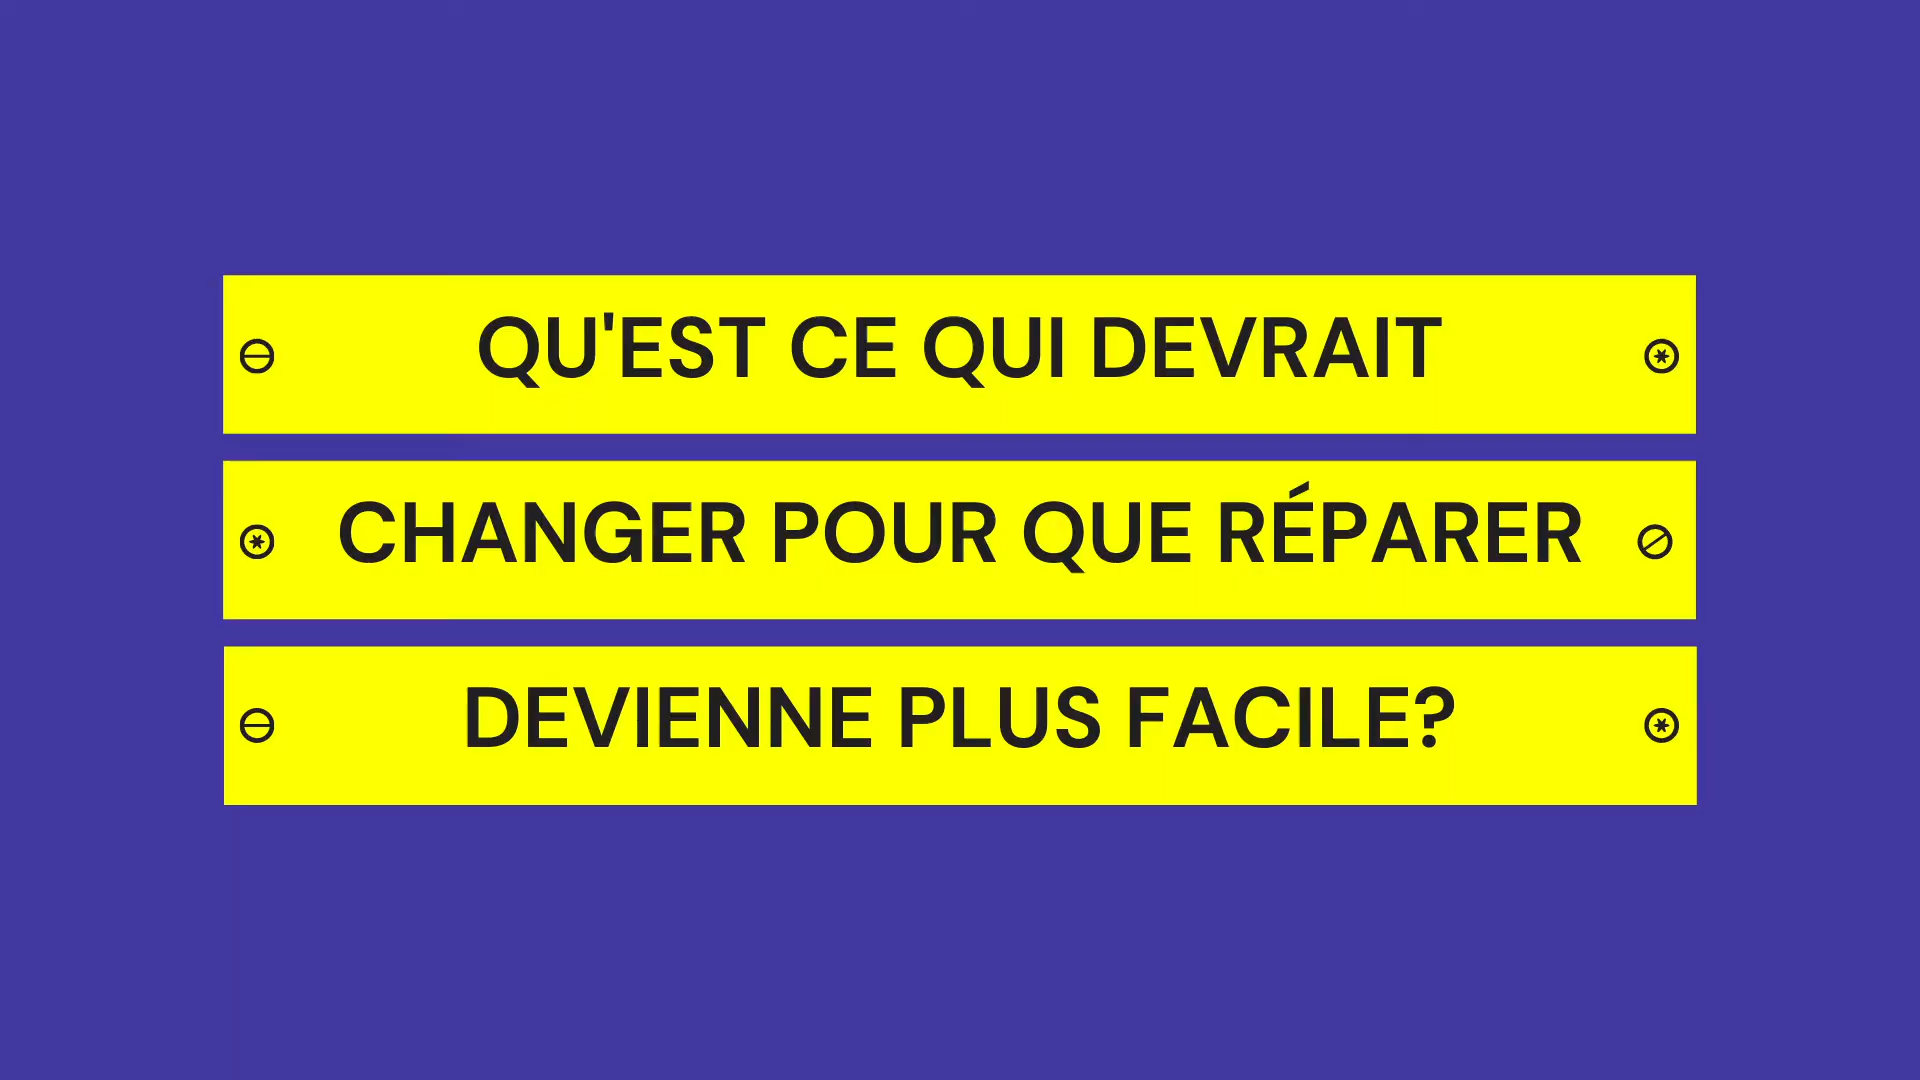 QU'EST CE QUI DEVRAIT
CHANGER POUR QUE RÉPARER
DEVIENNE PLUS FACILE?